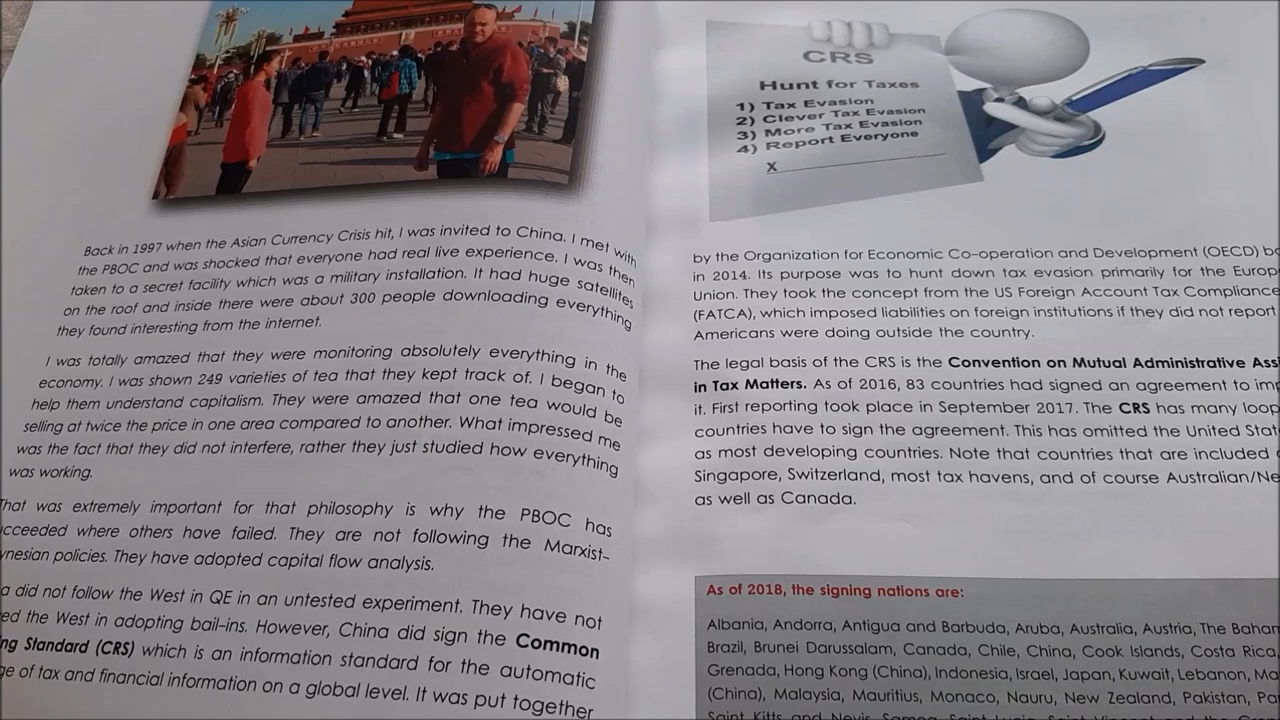 Back in 1997 when the Asian Currency Crisis hit, I was invited to China. I met with
the PBOC and was shocked that everyone had real live experience. I was then
taken to a secret facility which was a military installation. It had huge satellites
on the roof and inside there were about 300 people downloading everything
they found interesting from the internet.
I was totally amazed that they were monitoring absolutely everything in the
economy. I was shown 249 varieties of tea that they kept track of. I began to
help them understand capitalism. They were amazed that one tea would be
selling at twice the price in one area compared to another. What impressed me
was the fact that they did not interfere, rather they just studied how everything
was working.
That was extremely important for that philosophy is why the PBOC has
ucceeded where others have failed. They are not following the Marxist-
ynesian policies. They have adopted capital flow analysis.
a did not follow the West in QE in an untested experiment. They have not
ed the West in adopting bail-ins. However, China did sign the Common
ng Standard (CRS) which is an information standard for the automatic
ge of tax and financial information on a global level. It was put together
CRS
Hunt for Taxes
1) Tax Evasion
2) Clever Tax Evasion
3) More Tax Evasion
4) Report Everyone
X
by the Organization for Economic Co-operation and Development (OECD) b
in 2014. Its purpose was to hunt down tax evasion primarily for the Europ
Union. They took the concept from the US Foreign Account Tax Compliance
(FATCA), which imposed liabilities on foreign institutions if they did not report
Americans were doing outside the country.
The legal basis of the CRS is the Convention on Mutual Administrative Ass
in Tax Matters. As of 2016, 83 countries had signed an agreement to im
it. First reporting took place in September 2017. The CRS has many loop
countries have to sign the agreement. This has omitted the United Stat
as most developing countries. Note that countries that are included
Singapore, Switzerland, most tax havens, and of course Australian/Ne
as well as Canada.
As of 2018, the signing nations are:
Albania, Andorra, Antigua and Barbuda, Aruba, Australia, Austria, The Baham
Brazil, Brunei Darussalam, Canada, Chile, China, Cook Islands, Costa Rica,
Grenada, Hong Kong (China), Indonesia, Israel, Japan, Kuwait, Lebanon, Ma
(China), Malaysia, Mauritius, Monaco, Nauru, New Zealand, Pakistan, Pa
Saint Kitts and Nevis, Samoa, Saint Lucia, Saint Vincent